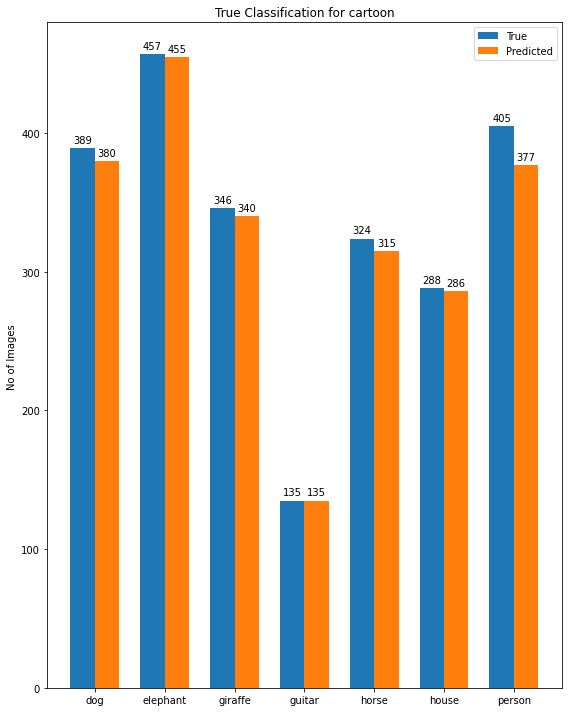 True Classification for cartoon
True
Predicted
No of Images
400
300
200
100
0
389
380
457
455
346
340
135
135
324
315
288
286
405
377
dog
elephant
giraffe
guitar
horse
house
person